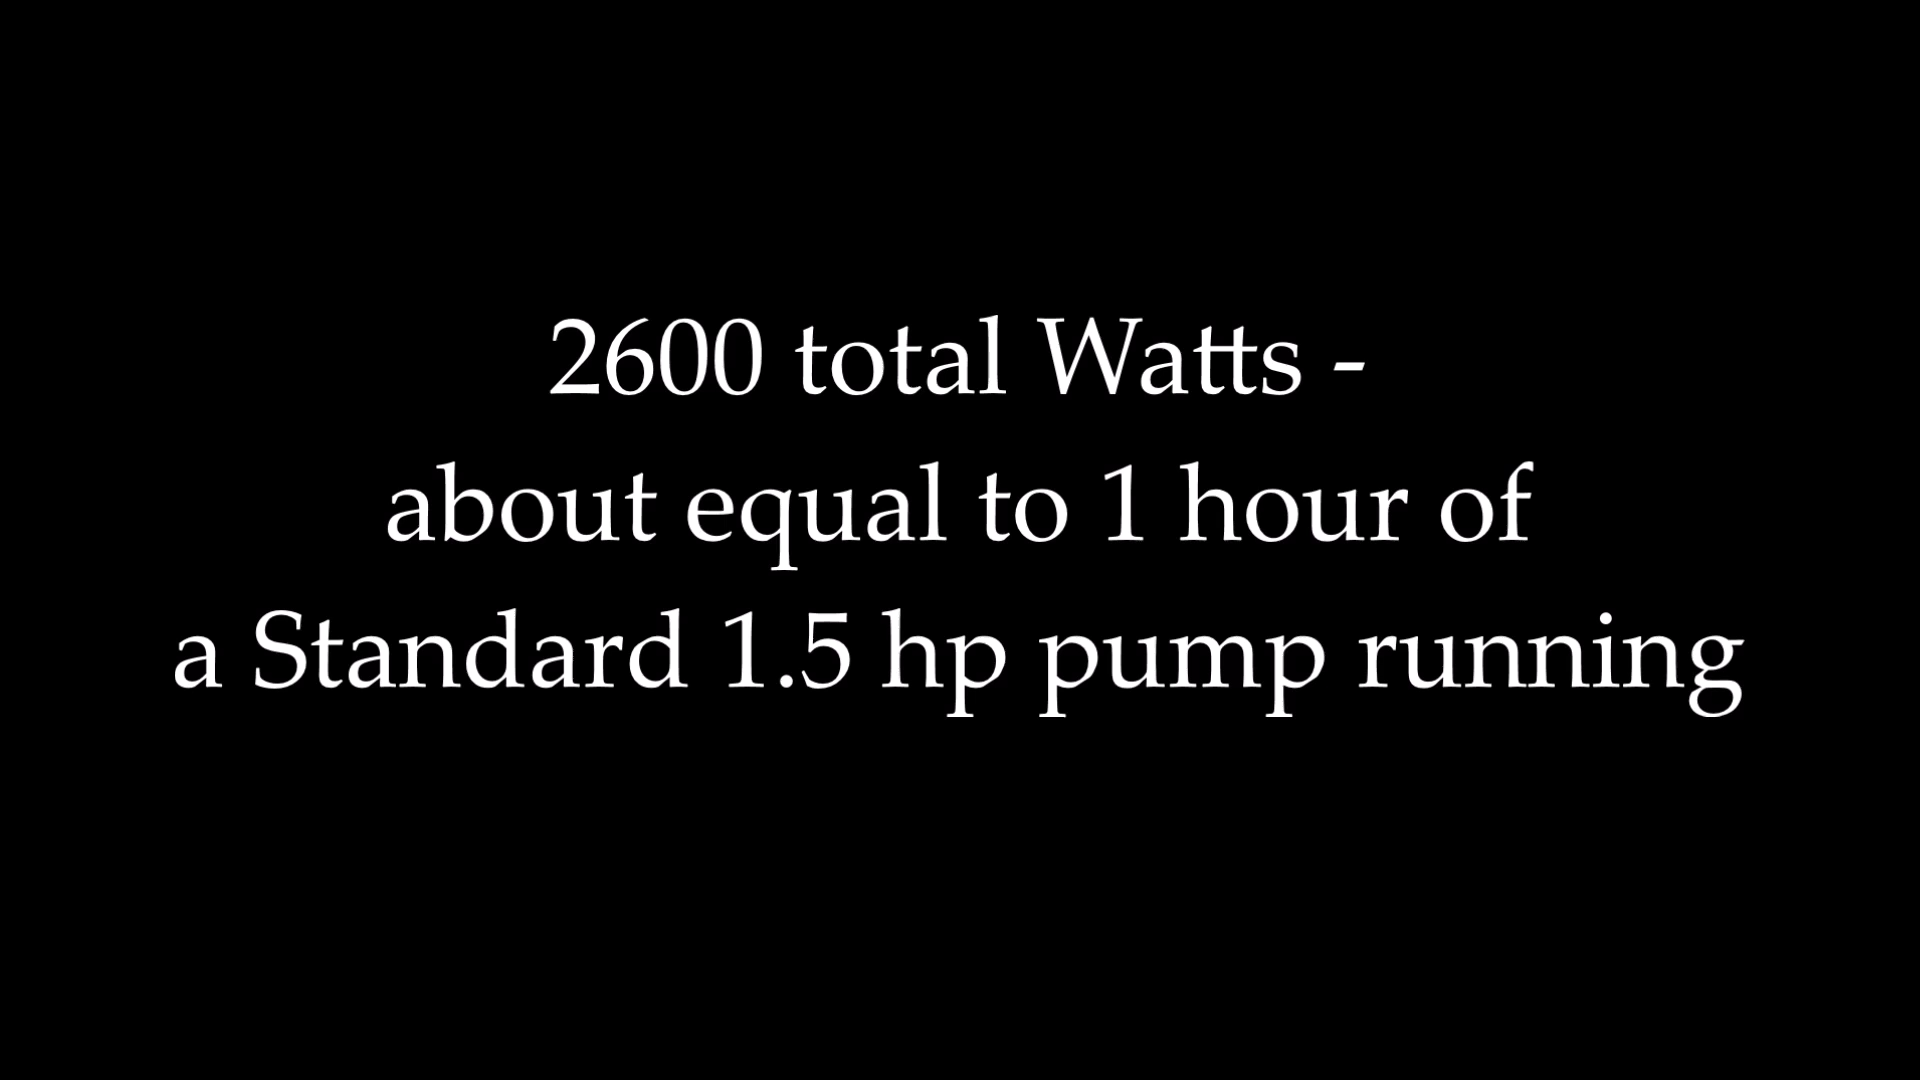 2600 total Watts -
about equal to 1 hour of
a Standard 1.5 hp pump running